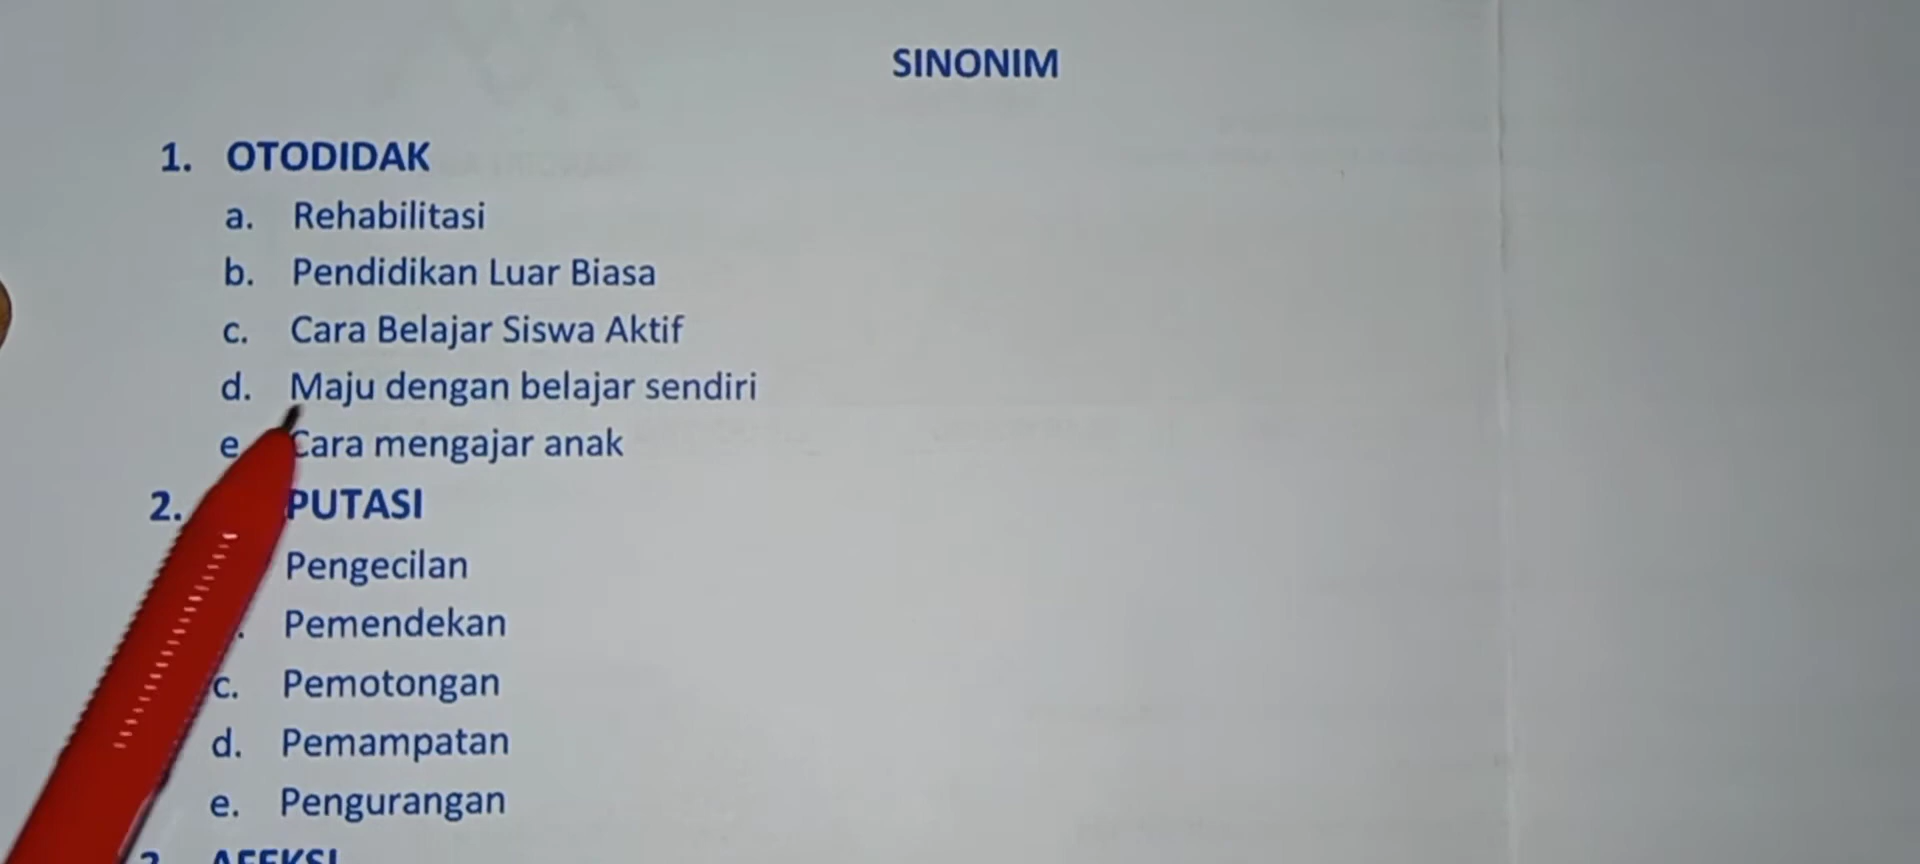 SINONIM
1. OTODIDAK
a. Rehabilitasi
b. Pendidikan Luar Biasa
c. Cara Belajar Siswa Aktif
d. Maju dengan belajar sendiri
e Cara mengajar anak
2. PUTASI
Pengecilan
. Pemendekan
c. Pemotongan
d. Pemampatan
e. Pengurangan
AFEKSI